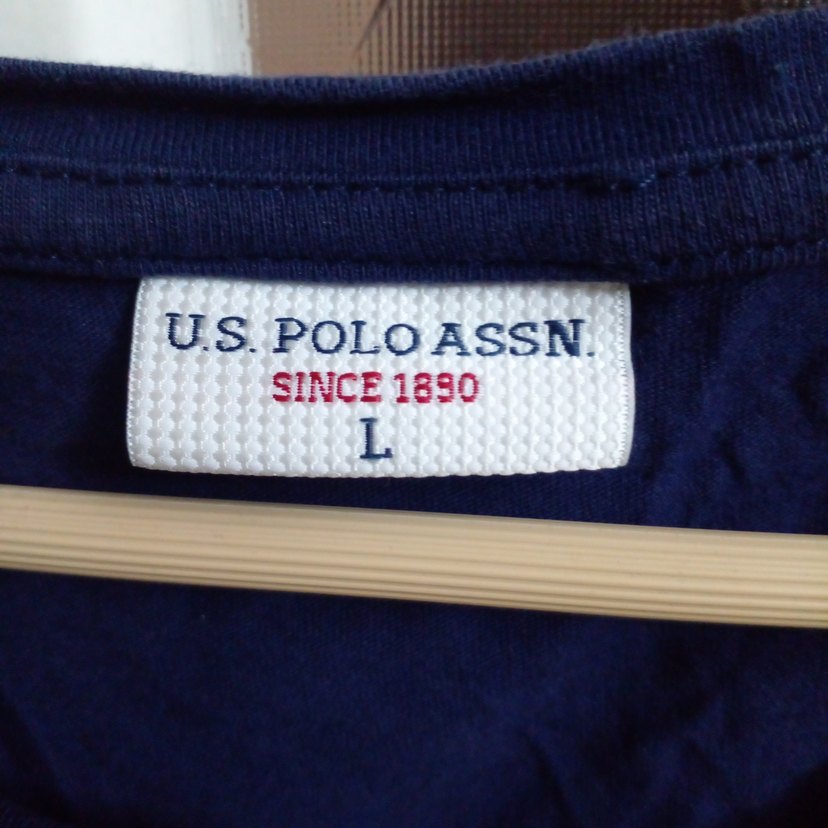 U.S. POLO ASSN.
SINCE 1890
L